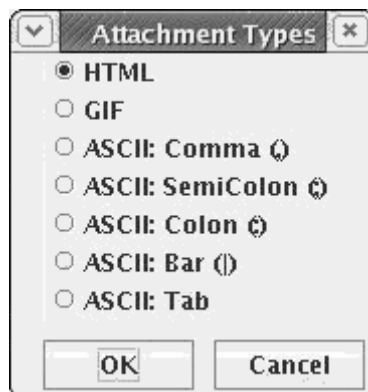 Attachment Types
HTML
GIF
ASCII: Comma (,)
ASCII: SemiColon (;)
ASCII: Colon (:)
ASCII: Bar (|)
ASCII: Tab
OK
Cancel